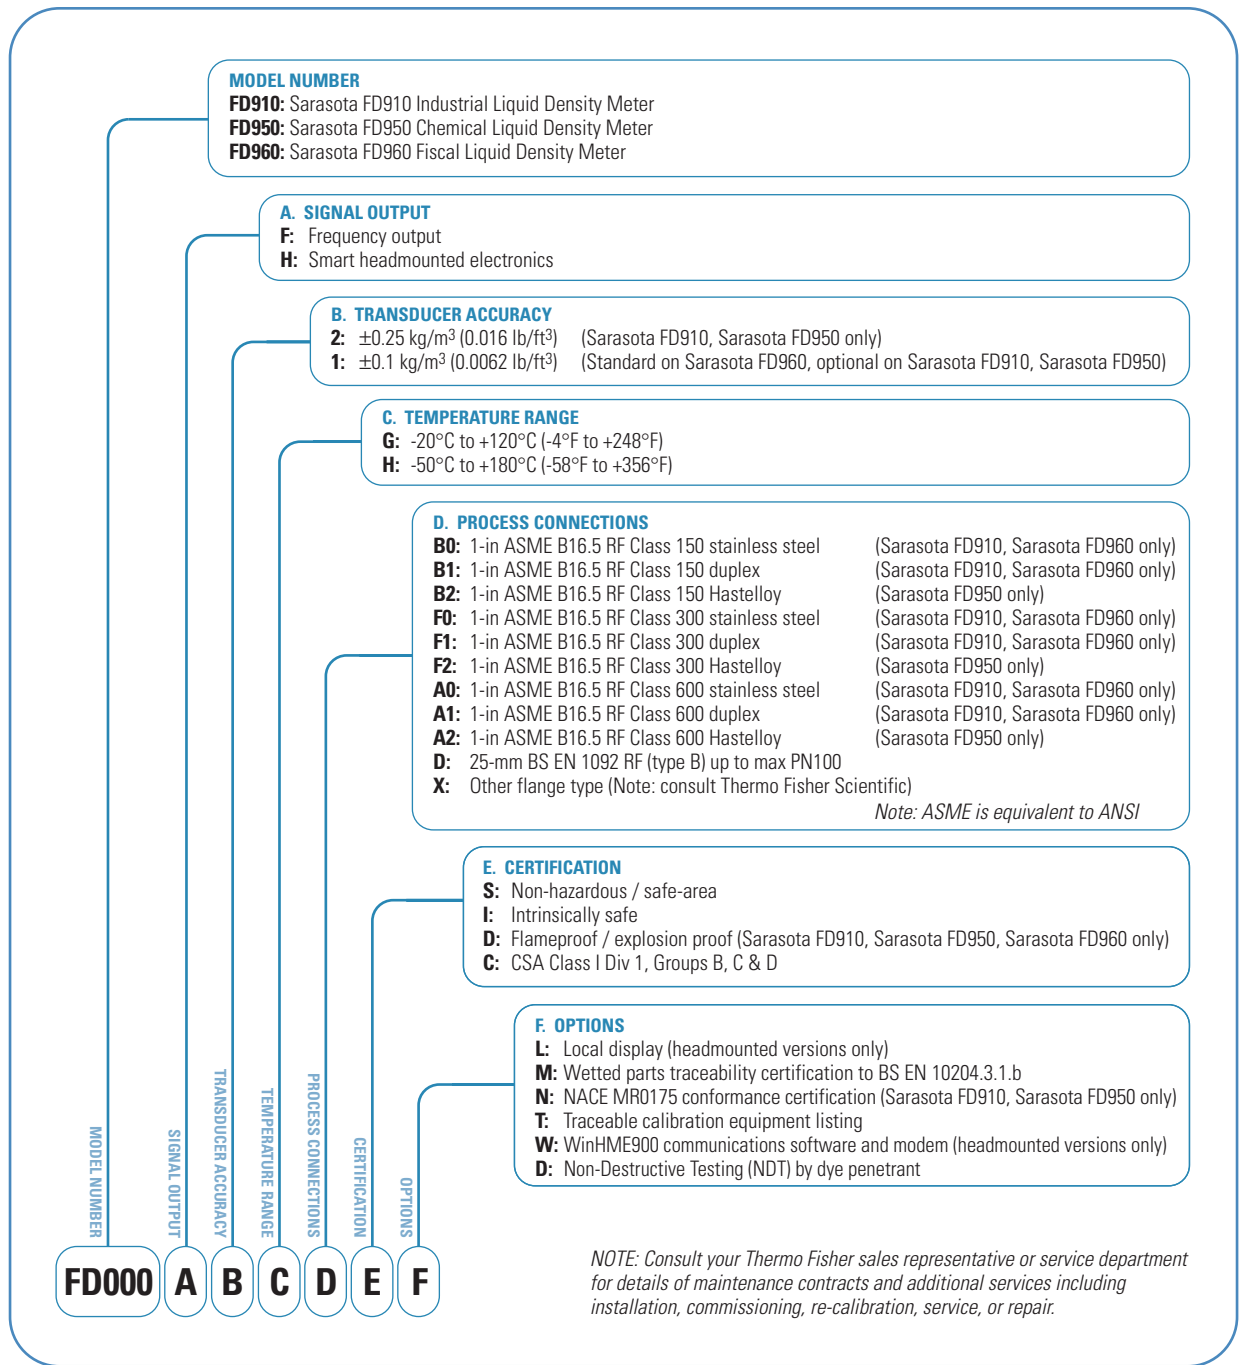 MODEL NUMBER
FD910: Sarasota FD910 Industrial Liquid Density Meter
FD950: Sarasota FD950 Chemical Liquid Density Meter
FD960: Sarasota FD960 Fiscal Liquid Density Meter
A. SIGNAL OUTPUT
F: Frequency output
H: Smart headmounted electronics
B. TRANSDUCER ACCURACY
2: ±0.25 kg/m³ (0.016 lb/ft³) (Sarasota FD910, Sarasota FD950 only)
1: ±0.1 kg/m³ (0.0062 lb/ft³) (Standard on Sarasota FD960, optional on Sarasota FD910, Sarasota FD950)
C. TEMPERATURE RANGE
G: -20°C to +120°C (-4°F to +248°F)
H: -50°C to +180°C (-58°F to +356°F)
D. PROCESS CONNECTIONS
B0: 1-in ASME B16.5 RF Class 150 stainless steel (Sarasota FD910, Sarasota FD960 only)
B1: 1-in ASME B16.5 RF Class 150 duplex (Sarasota FD910, Sarasota FD960 only)
B2: 1-in ASME B16.5 RF Class 150 Hastelloy (Sarasota FD950 only)
F0: 1-in ASME B16.5 RF Class 300 stainless steel (Sarasota FD910, Sarasota FD960 only)
F1: 1-in ASME B16.5 RF Class 300 duplex (Sarasota FD910, Sarasota FD960 only)
F2: 1-in ASME B16.5 RF Class 300 Hastelloy (Sarasota FD950 only)
A0: 1-in ASME B16.5 RF Class 600 stainless steel (Sarasota FD910, Sarasota FD960 only)
A1: 1-in ASME B16.5 RF Class 600 duplex (Sarasota FD910, Sarasota FD960 only)
A2: 1-in ASME B16.5 RF Class 600 Hastelloy (Sarasota FD950 only)
D: 25-mm BS EN 1092 RF (type B) up to max PN100
X: Other flange type (Note: consult Thermo Fisher Scientific)
Note: ASME is equivalent to ANSI
E. CERTIFICATION
S: Non-hazardous / safe-area
I: Intrinsically safe
D: Flameproof / explosion proof (Sarasota FD910, Sarasota FD950, Sarasota FD960 only)
C: CSA Class I Div 1, Groups B, C & D
F. OPTIONS
L: Local display (headmounted versions only)
M: Wetted parts traceability certification to BS EN 10204.3.1.b
N: NACE MR0175 conformance certification (Sarasota FD910, Sarasota FD950 only)
T: Traceable calibration equipment listing
W: WinHME900 communications software and modem (headmounted versions only)
D: Non-Destructive Testing (NDT) by dye penetrant
MODEL NUMBER
SIGNAL OUTPUT
TRANSDUCER ACCURACY
TEMPERATURE RANGE
PROCESS CONNECTIONS
CERTIFICATION
OPTIONS
FD000 A B C D E F
NOTE: Consult your Thermo Fisher sales representative or service department
for details of maintenance contracts and additional services including
installation, commissioning, re-calibration, service, or repair.